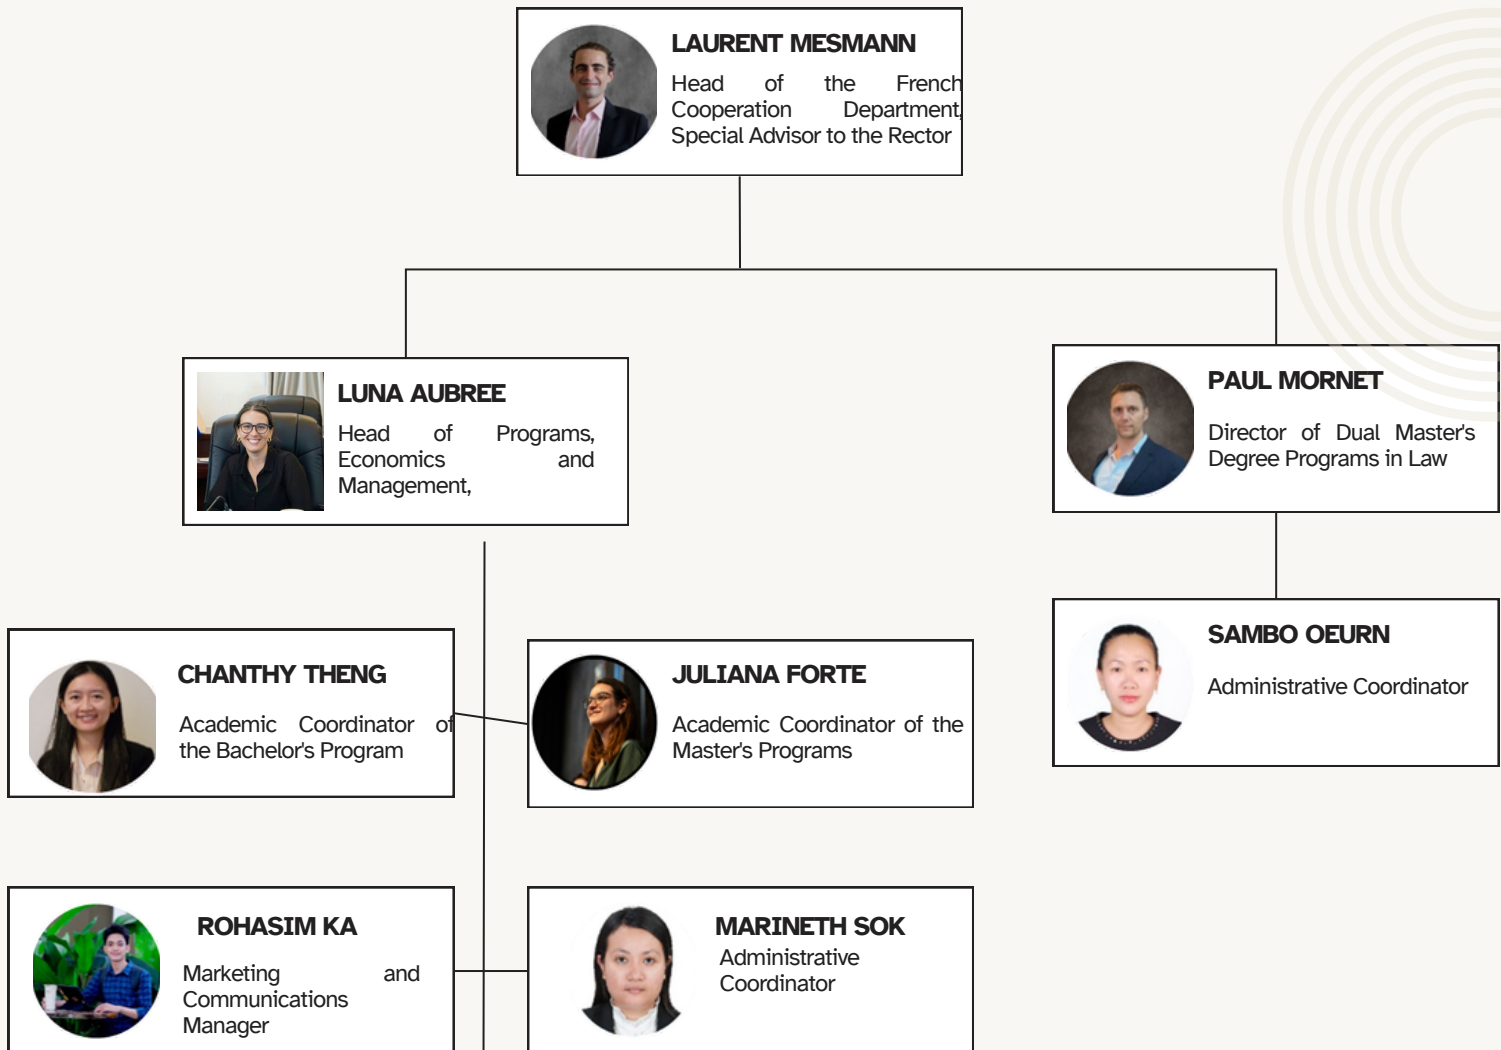 LAURENT MESMANN
Head of the French
Cooperation Department,
Special Advisor to the Rector
LUNA AUBREE
Head of Programs,
Economics and
Management,
PAUL MORNET
Director of Dual Master's
Degree Programs in Law
CHANTHY THENG
Academic Coordinator of
the Bachelor's Program
JULIANA FORTE
Academic Coordinator of the
Master's Programs
SAMBO OEURN
Administrative Coordinator
ROHASIM KA
Marketing and
Communications
Manager
MARINETH SOK
Administrative
Coordinator